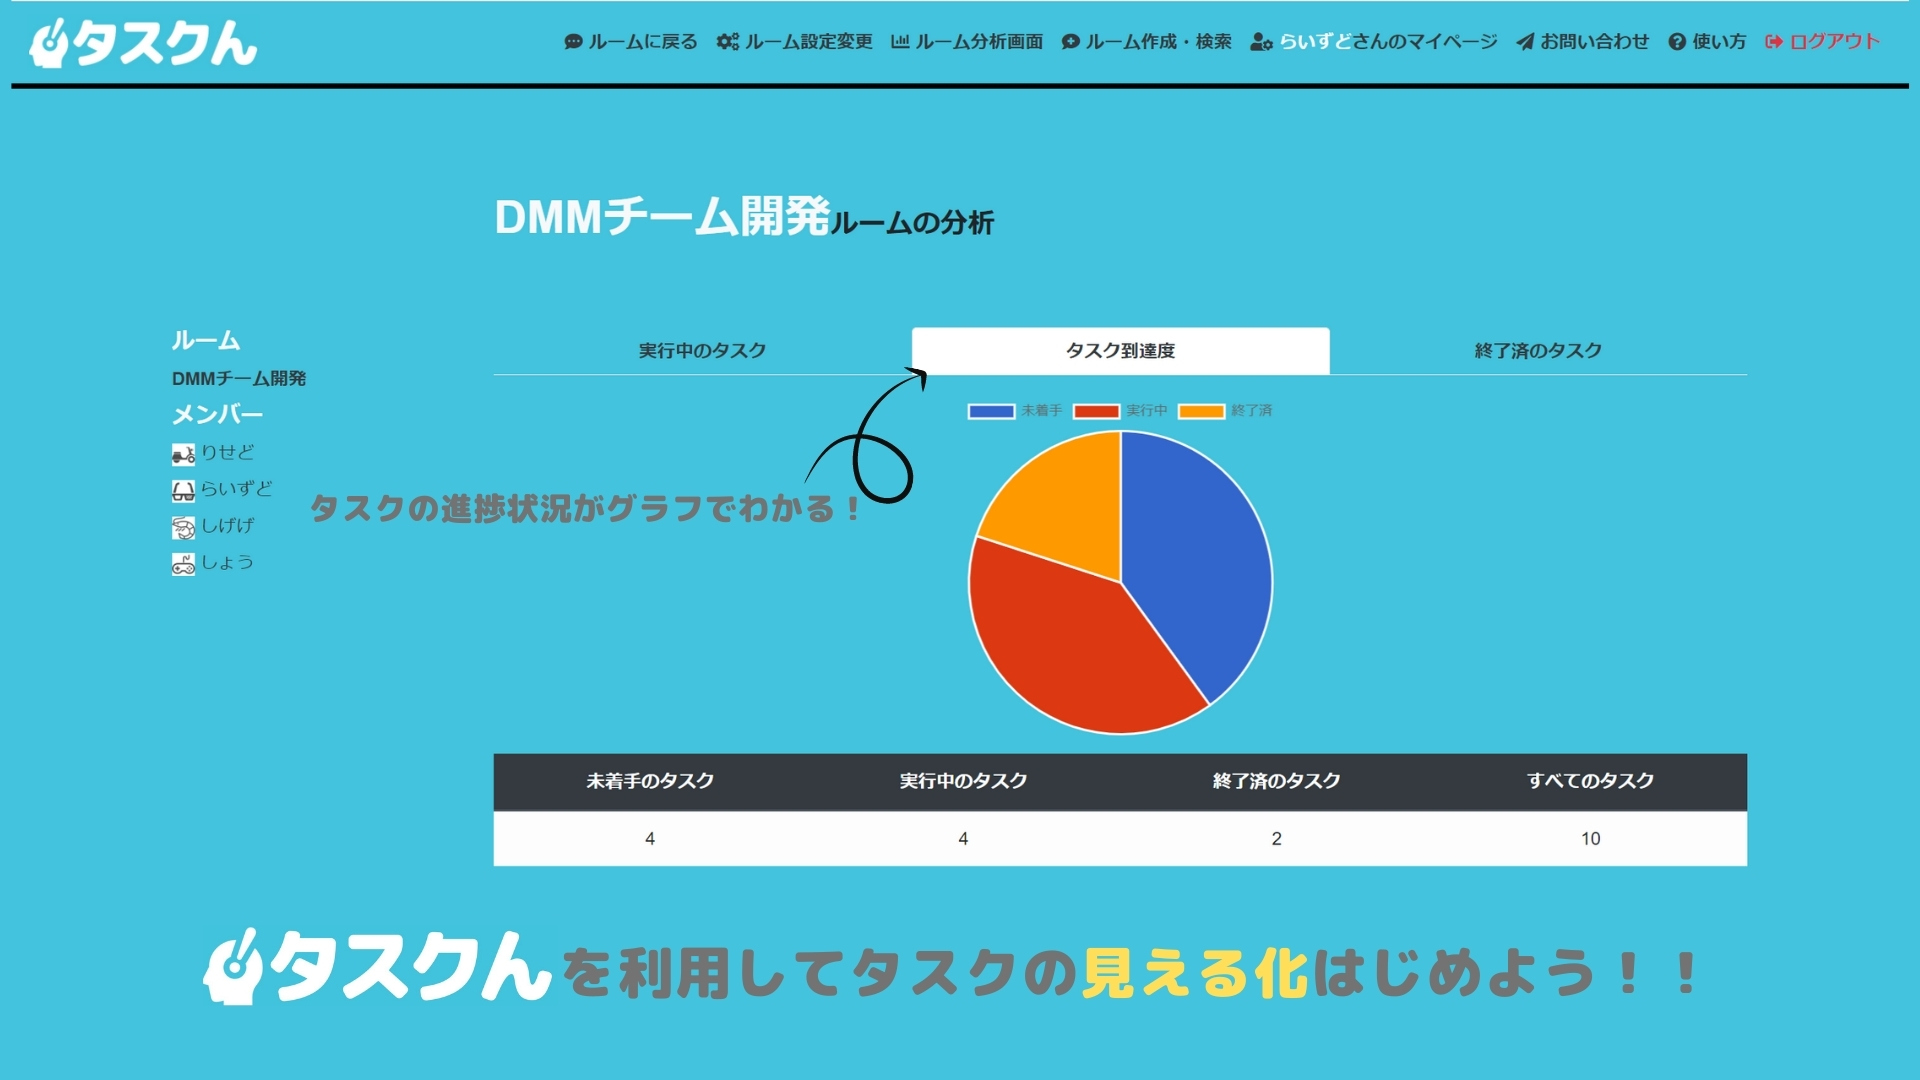 タスクん
ルームに戻る ルーム設定変更 ルーム分析画面 ルーム作成・検索 らいずどさんのマイページ お問い合わせ 使い方 ログアウト
DMMチーム開発ルームの分析
ルーム
DMMチーム開発
メンバー
りせど
らいずど
しげげ
しょう
実行中のタスク タスク到達度 終了済のタスク
未着手 実行中 終了済
タスクの進捗状況がグラフでわかる！
未着手のタスク 実行中のタスク 終了済のタスク すべてのタスク
4 4 2 10
タスクんを利用してタスクの見える化はじめよう！！